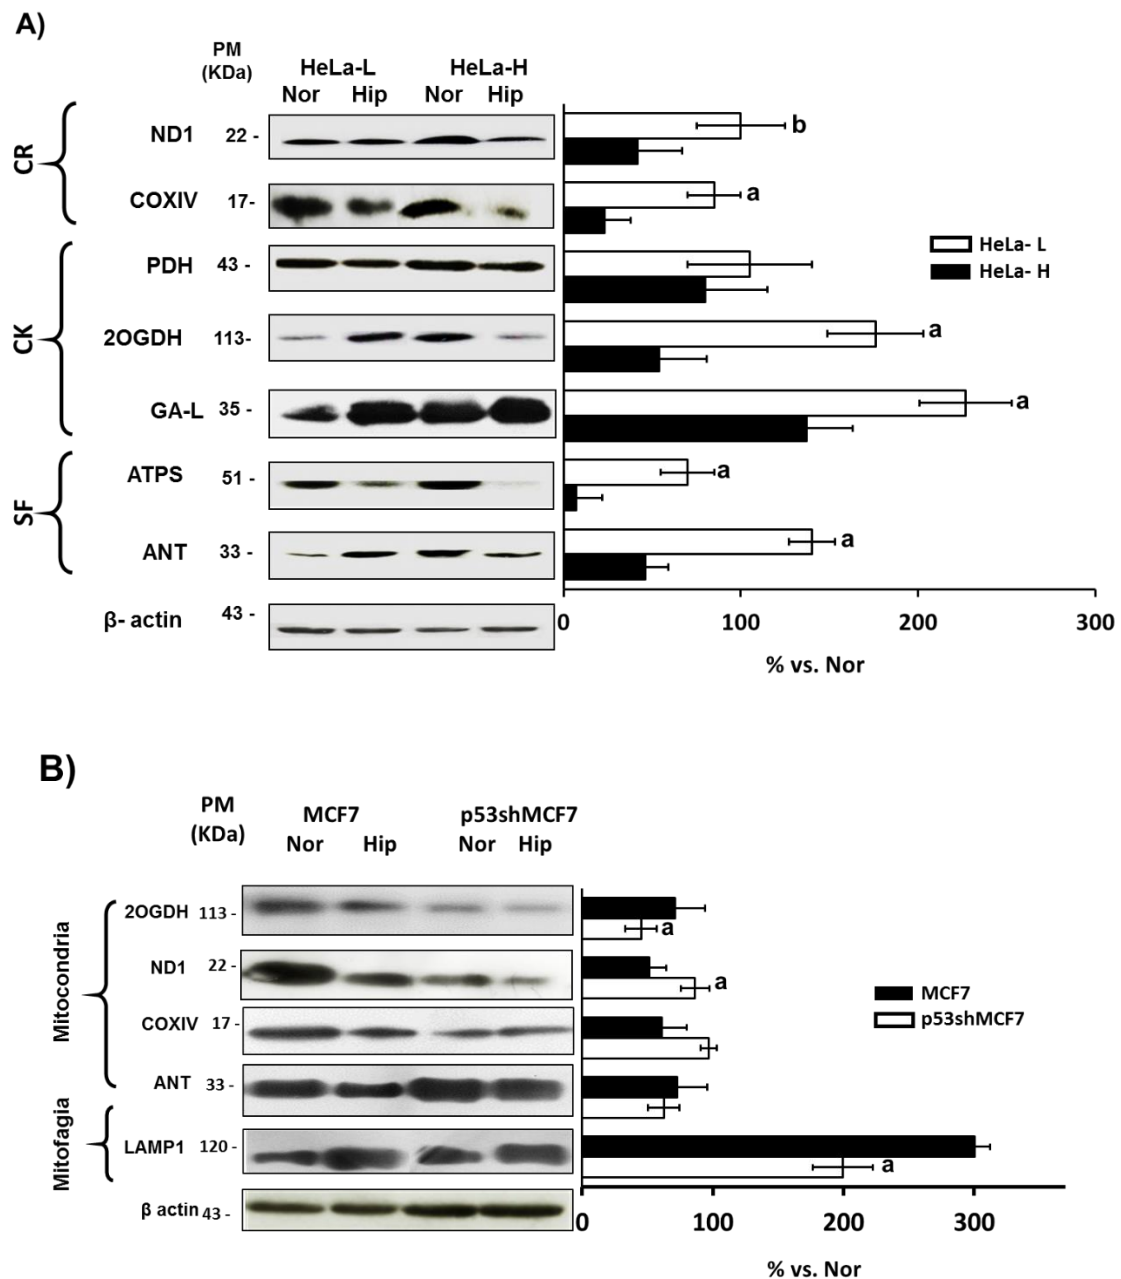 A)
PM
(KDa)
HeLa-L HeLa-H
Nor Hip Nor Hip
CR
ND1 22 - b
COXIV 17- a
CK
PDH 43 -
2OGDH 113- a
GA-L 35 - a
SF
ATPS 51 - a
ANT 33 - a
β- actin 43 -
HeLa- L
HeLa- H
0 100 200 300
% vs. Nor
B)
PM
(KDa)
MCF7 p53shMCF7
Nor Hip Nor Hip
Mitocondria
2OGDH 113 - a
ND1 22 - a
COXIV 17 -
ANT 33 -
Mitofagia
LAMP1 120 - a
β actin 43 -
MCF7
p53shMCF7
0 100 200 300
% vs. Nor